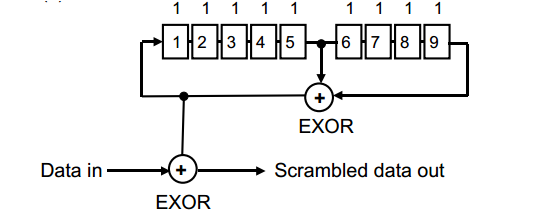 1 1 1 1 1 1 1 1 1
1 2 3 4 5 6 7 8 9
+
EXOR
Data in + Scrambled data out
EXOR